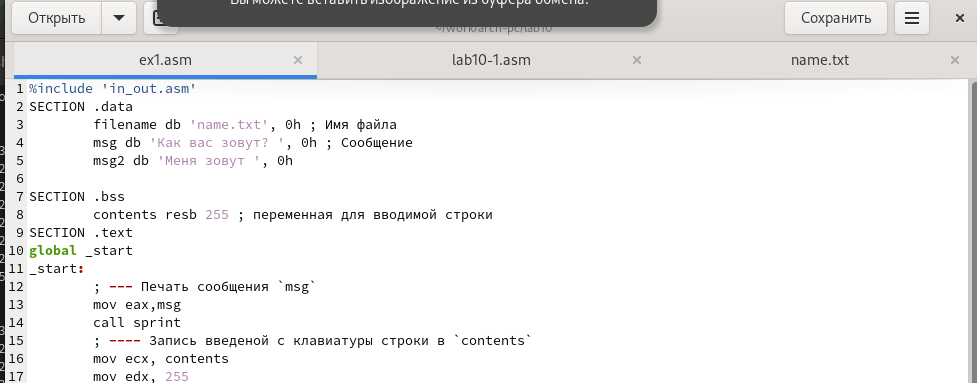 Вы можете вставить изображение из буфера обмена.
Открыть
Сохранить
~/work/arch-pc/lab10
ex1.asm
lab10-1.asm
name.txt
1 %include 'in_out.asm'
2 SECTION .data
3 filename db 'name.txt', 0h ; Имя файла
4 msg db 'Как вас зовут? ', 0h ; Сообщение
5 msg2 db 'Меня зовут ', 0h
6
7 SECTION .bss
8 contents resb 255 ; переменная для вводимой строки
9 SECTION .text
10 global _start
11 _start:
12 ; --- Печать сообщения `msg`
13 mov eax,msg
14 call sprint
15 ; ---- Запись введеной с клавиатуры строки в `contents`
16 mov ecx, contents
17 mov edx, 255